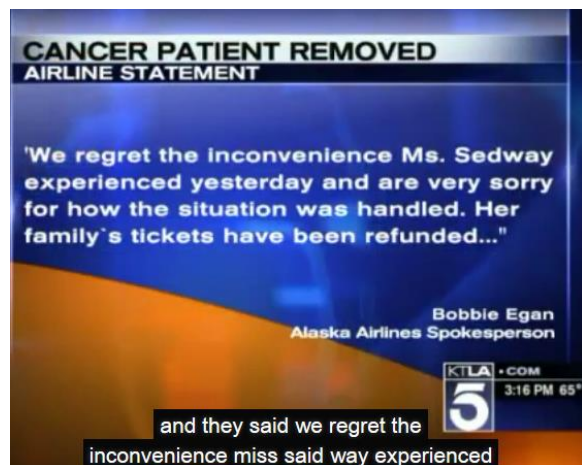 CANCER PATIENT REMOVED
AIRLINE STATEMENT
'We regret the inconvenience Ms. Sedway
experienced yesterday and are very sorry
for how the situation was handled. Her
family`s tickets have been refunded..."
Bobbie Egan
Alaska Airlines Spokesperson
KTLA •COM
5 3:16 PM 65°
and they said we regret the
inconvenience miss said way experienced